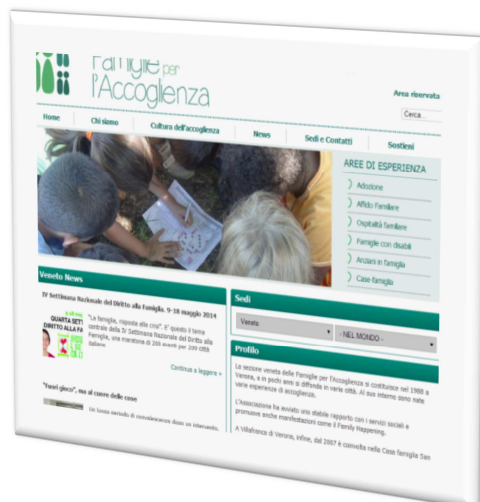 Famiglie per
l'Accoglienza
Area riservata
Cerca...
Home Chi siamo Cultura dell'accoglienza News Sedi e Contatti Sostieni
AREE DI ESPERIENZA
Adozione
Affido Familiare
Ospitalità familiare
Famiglie con disabili
Anziani in famiglia
Case famiglia
Veneto News
IV Settimana Nazionale del Diritto alla Famiglia. 9-18 maggio 2014
QUARTA SETT
DIRITTO ALLA FA
"La famiglia, risposta alla crisi". E' questo il tema
centrale della IV Settimana Nazionale del Diritto alla
Famiglia, una maratona di 200 eventi per 100 città
italiane
Continua a leggere »
"Fuori gioco", ma al cuore delle cose
Un lungo periodo di convalescenza dopo un intervento.
Sedi
Veneto
- NEL MONDO -
Profilo
La sezione veneta delle Famiglie per l'Accoglienza si costituisce nel 1988 a
Verona, e in pochi anni si diffonde in varie città. Al suo interno sono nate
varie esperienze di accoglienza.
L'Associazione ha avviato uno stabile rapporto con i servizi sociali e
promuove anche manifestazioni come il Family Happening.
A Villafranca di Verona, infine, dal 2007 è coinvolta nella Casa famiglia San